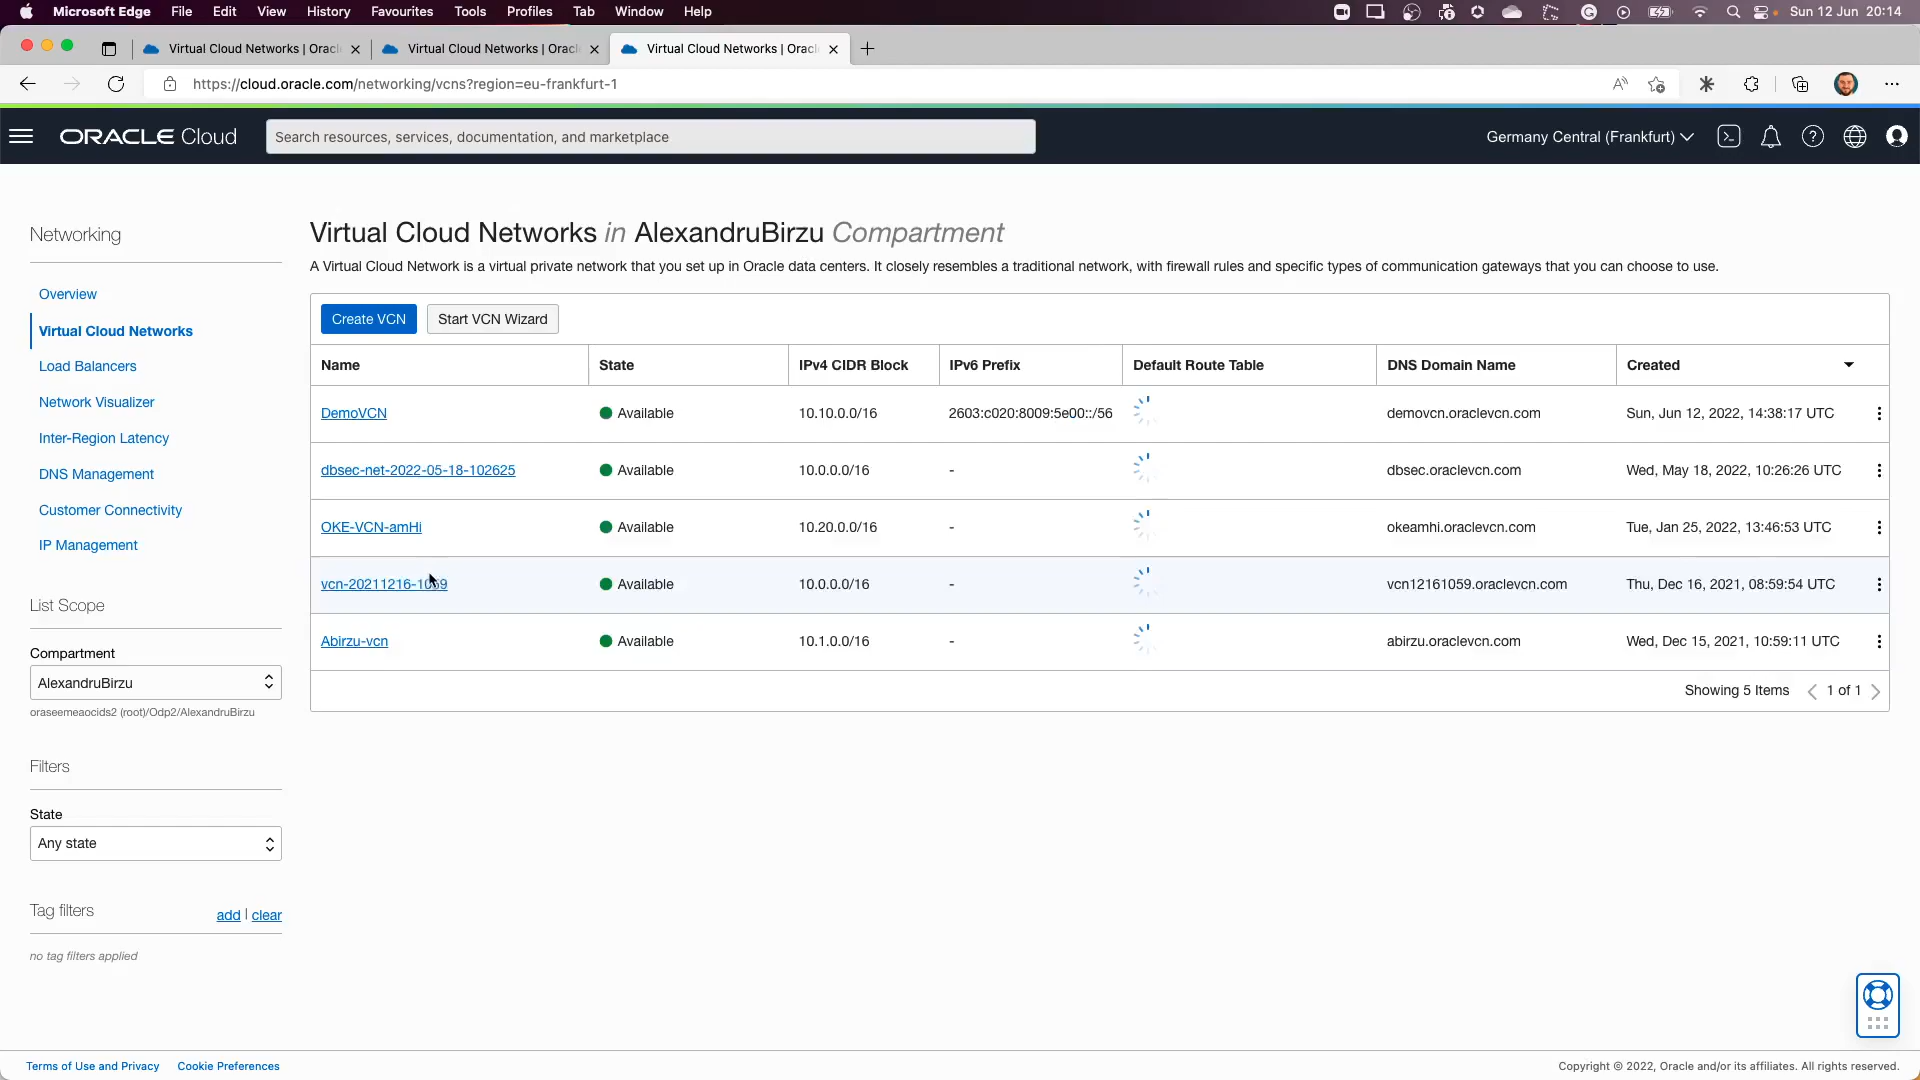 Microsoft Edge File Edit View History Favourites Tools Profiles Tab Window Help Sun 12 Jun 20:14
Virtual Cloud Networks | Oracl Virtual Cloud Networks | Oracl Virtual Cloud Networks | Oracl
https://cloud.oracle.com/networking/vcns?region=eu-frankfurt-1
ORACLE Cloud Search resources, services, documentation, and marketplace Germany Central (Frankfurt)
Networking
Overview
Virtual Cloud Networks
Load Balancers
Network Visualizer
Inter-Region Latency
DNS Management
Customer Connectivity
IP Management
List Scope
Compartment
AlexandruBirzu
oraseemeaocids2 (root)/Odp2/AlexandruBirzu
Filters
State
Any state
Tag filters add | clear
no tag filters applied
Virtual Cloud Networks in AlexandruBirzu Compartment
A Virtual Cloud Network is a virtual private network that you set up in Oracle data centers. It closely resembles a traditional network, with firewall rules and specific types of communication gateways that you can choose to use.
Create VCN Start VCN Wizard
Name State IPv4 CIDR Block IPv6 Prefix Default Route Table DNS Domain Name Created
DemoVCN Available 10.10.0.0/16 2603:c020:8009:5e00::/56 demovcn.oraclevcn.com Sun, Jun 12, 2022, 14:38:17 UTC
dbsec-net-2022-05-18-102625 Available 10.0.0.0/16 - dbsec.oraclevcn.com Wed, May 18, 2022, 10:26:26 UTC
OKE-VCN-amHi Available 10.20.0.0/16 - okeamhi.oraclevcn.com Tue, Jan 25, 2022, 13:46:53 UTC
vcn-20211216-1059 Available 10.0.0.0/16 - vcn12161059.oraclevcn.com Thu, Dec 16, 2021, 08:59:54 UTC
Abirzu-vcn Available 10.1.0.0/16 - abirzu.oraclevcn.com Wed, Dec 15, 2021, 10:59:11 UTC
Showing 5 Items 1 of 1
Terms of Use and Privacy Cookie Preferences Copyright © 2022, Oracle and/or its affiliates. All rights reserved.